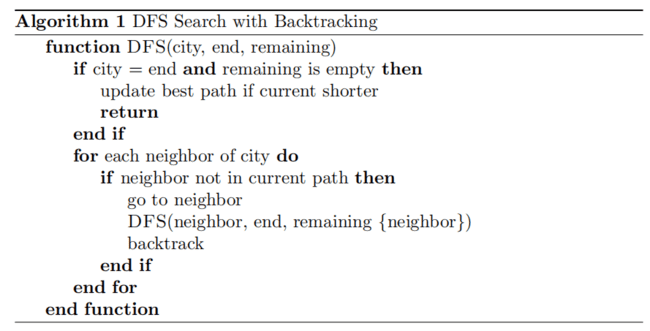 Algorithm 1 DFS Search with Backtracking
function DFS(city, end, remaining)
if city = end and remaining is empty then
update best path if current shorter
return
end if
for each neighbor of city do
if neighbor not in current path then
go to neighbor
DFS(neighbor, end, remaining {neighbor})
backtrack
end if
end for
end function